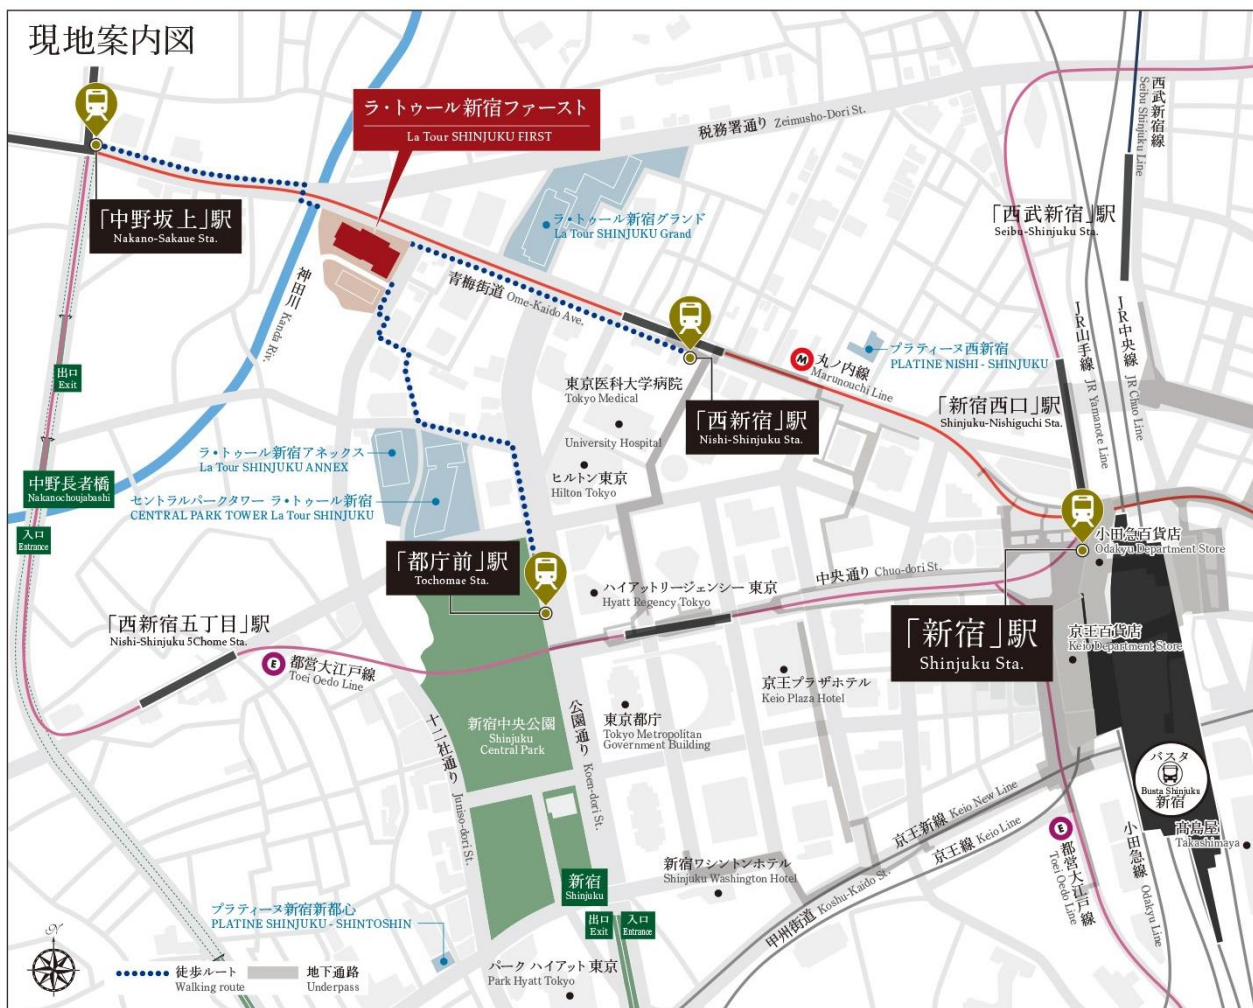 現地案内図
ラ・トゥール新宿ファースト
La Tour SHINJUKU FIRST
税務署通り Zeimusho-Dori St.
西武新宿線
Seibu Shinjuku Line
「中野坂上」駅
Nakano-Sakaue Sta.
ラ・トゥール新宿グランド
La Tour SHINJUKU Grand
「西武新宿」駅
Seibu-Shinjuku Sta.
神田川 Kanda Riv.
青梅街道 Ome-Kaido Ave.
JR山手線 JR Yamanote Line
JR中央線 JR Chuo Line
出口
Exit
M
丸ノ内線
Marunouchi Line
プラティーヌ西新宿
PLATINE NISHI - SHINJUKU
東京医科大学病院
Tokyo Medical
University Hospital
「西新宿」駅
Nishi-Shinjuku Sta.
「新宿西口」駅
Shinjuku-Nishiguchi Sta.
ラ・トゥール新宿アネックス
La Tour SHINJUKU ANNEX
ヒルトン東京
Hilton Tokyo
中野長者橋
Nakanochoujabashi
セントラルパークタワー ラ・トゥール新宿
CENTRAL PARK TOWER La Tour SHINJUKU
入口
Entrance
小田急百貨店
Odakyu Department Store
「都庁前」駅
Tochomae Sta.
中央通り Chuo-dori St.
ハイアットリージェンシー 東京
Hyatt Regency Tokyo
「西新宿五丁目」駅
Nishi-Shinjuku 5Chome Sta.
「新宿」駅
Shinjuku Sta.
京王百貨店
Keio Department Store
E
都営大江戸線
Toei Oedo Line
京王プラザホテル
Keio Plaza Hotel
新宿中央公園
Shinjuku
Central Park
東京都庁
Tokyo Metropolitan
Government Building
十二社通り Juniso-dori St.
公園通り Koen-dori St.
バスタ
Busta Shinjuku
新宿
京王新線 Keio New Line
京王線 Keio Line
E
都営大江戸線
Toei Oedo Line
小田急線 Odakyu Line
髙島屋
Takashimaya
新宿ワシントンホテル
Shinjuku Washington Hotel
甲州街道 Koshu-Kaido St.
新宿
Shinjuku
出口
Exit
入口
Entrance
プラティーヌ新宿新都心
PLATINE SHINJUKU - SHINTOSHIN
パーク ハイアット 東京
Park Hyatt Tokyo
N
徒歩ルート
Walking route
地下通路
Underpass